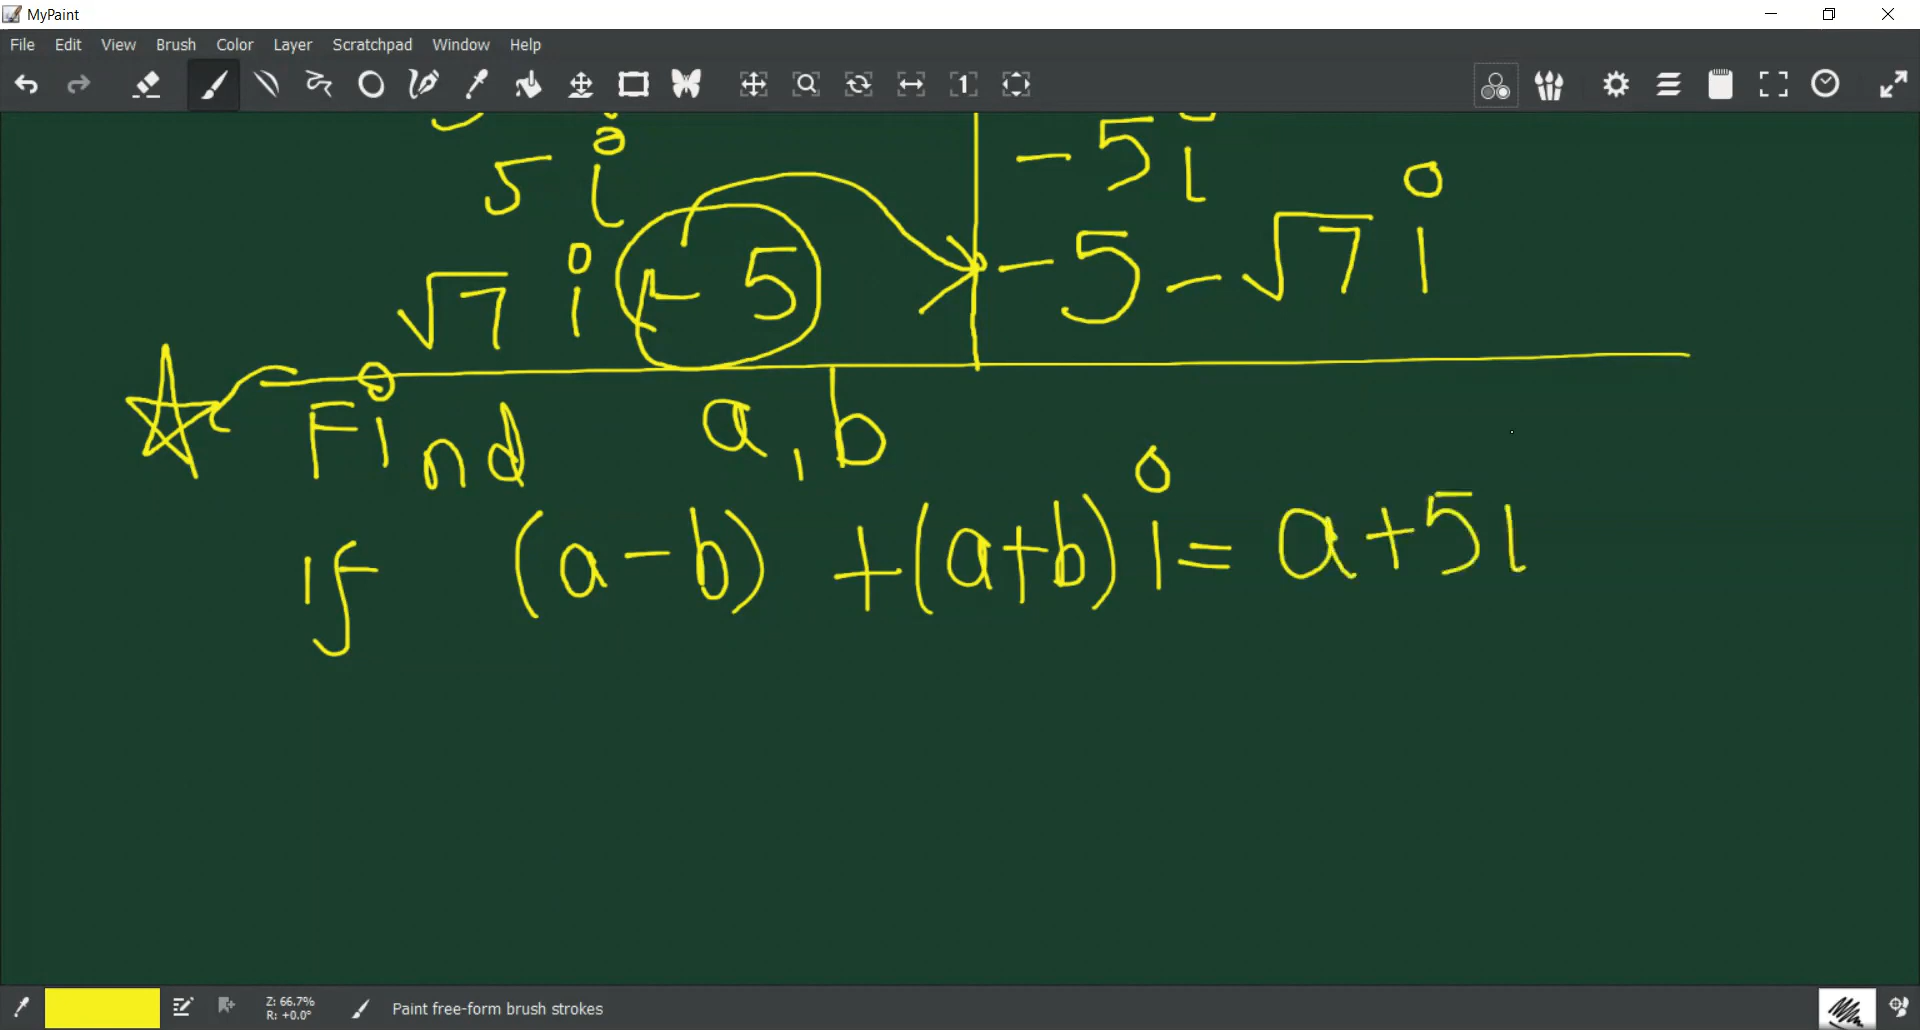 MyPaint
File Edit View Brush Color Layer Scratchpad Window Help
5 i
- 5i
√7 i - 5
- 5 - √7 i
Find a, b
if (a - b) + (a+b) i = a + 5i
Z: 66.7%
R: +0.0°
Paint free-form brush strokes